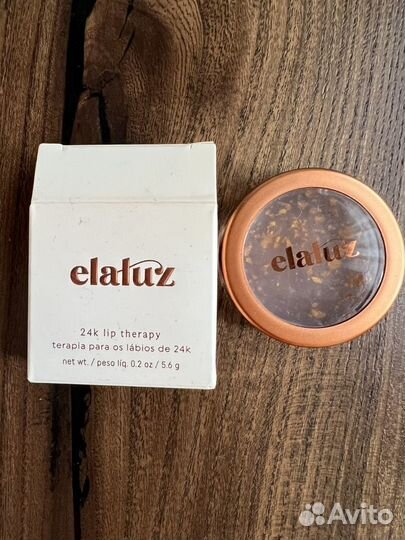 elaluz
24k lip therapy
terapia para os lábios de 24k
net wt. / peso líq. 0.2 oz / 5.6 g
elaluz
Avito